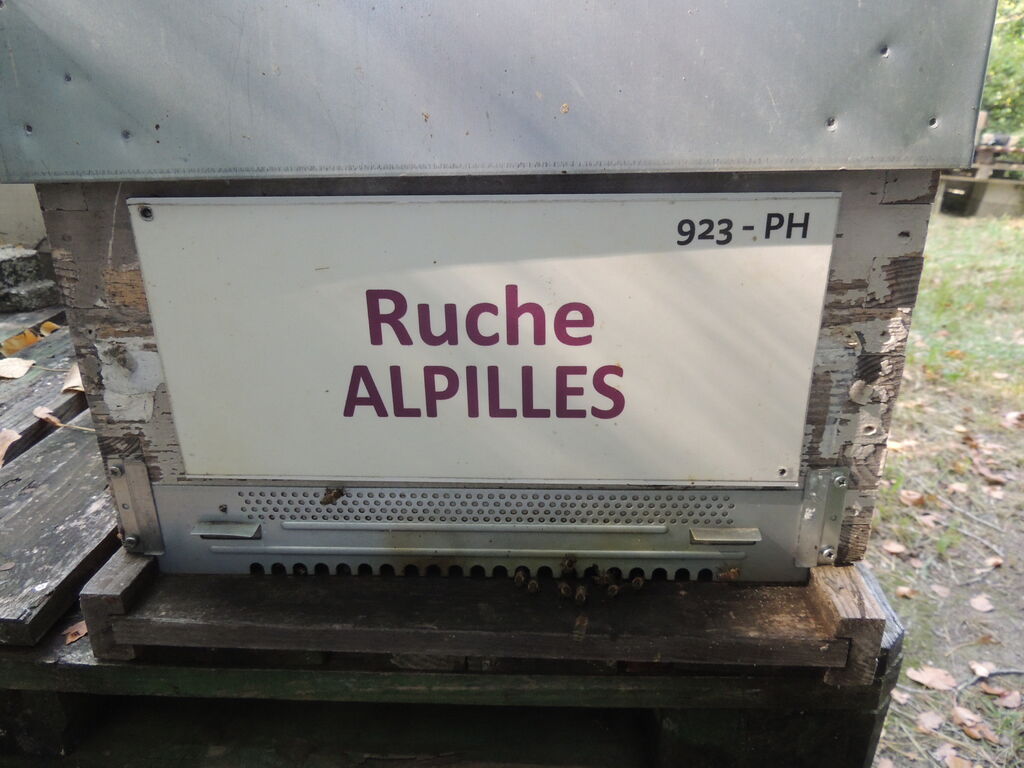 923 - PH
Ruche
ALPILLES